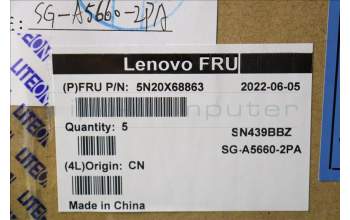 : SG-A5660-2PA
LITEON
Lenovo FRU
(P)FRU P/N: 5N20X68863 2022-06-05
Quantity: 5 SN439BBZ
SG-A5660-2PA
(4L)Origin: CN
Made in China
LITEON
LITEON